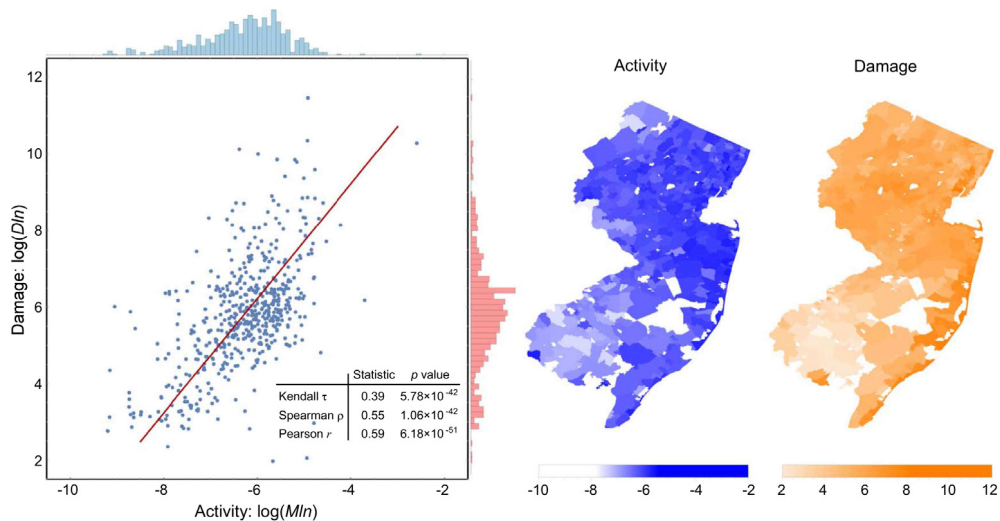 Activity
Damage
12
10
8
6
4
2
Damage: log(Dln)
Statistic p value
Kendall τ 0.39 5.78×10-42
Spearman ρ 0.55 1.06×10-42
Pearson r 0.59 6.18×10-51
-10 -8 -6 -4 -2
Activity: log(Mln)
-10 -8 -6 -4 -2
2 4 6 8 10 12